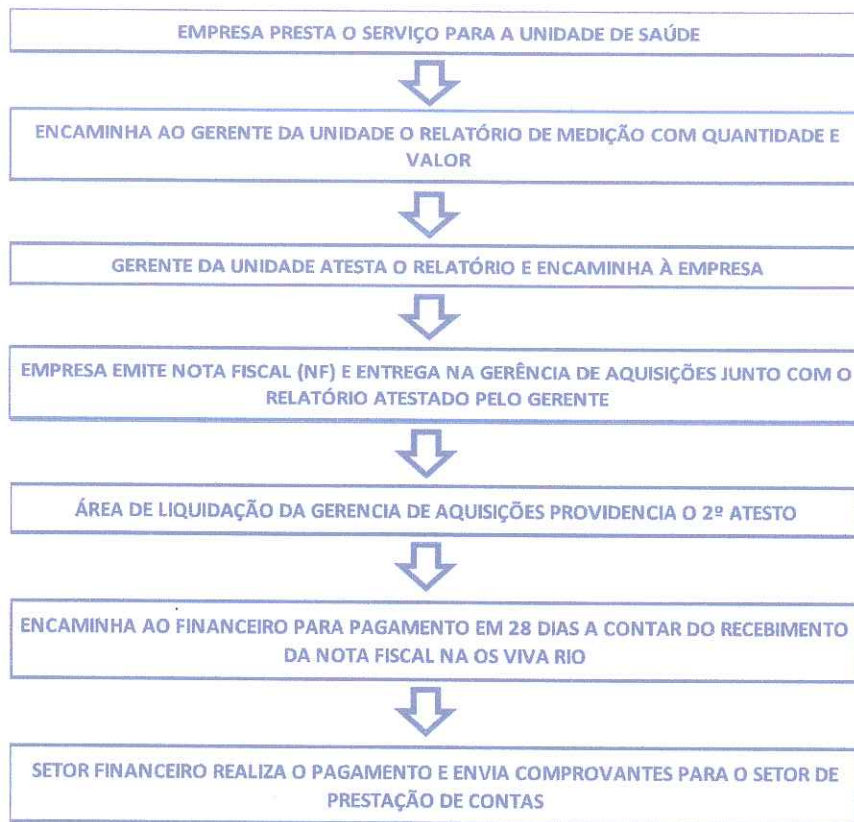 EMPRESA PRESTA O SERVIÇO PARA A UNIDADE DE SAÚDE
ENCAMINHA AO GERENTE DA UNIDADE O RELATÓRIO DE MEDIÇÃO COM QUANTIDADE E
VALOR
GERENTE DA UNIDADE ATESTA O RELATÓRIO E ENCAMINHA À EMPRESA
EMPRESA EMITE NOTA FISCAL (NF) E ENTREGA NA GERÊNCIA DE AQUISIÇÕES JUNTO COM O
RELATÓRIO ATESTADO PELO GERENTE
ÁREA DE LIQUIDAÇÃO DA GERENCIA DE AQUISIÇÕES PROVIDENCIA O 2º ATESTO
ENCAMINHA AO FINANCEIRO PARA PAGAMENTO EM 28 DIAS A CONTAR DO RECEBIMENTO
DA NOTA FISCAL NA OS VIVA RIO
SETOR FINANCEIRO REALIZA O PAGAMENTO E ENVIA COMPROVANTES PARA O SETOR DE
PRESTAÇÃO DE CONTAS